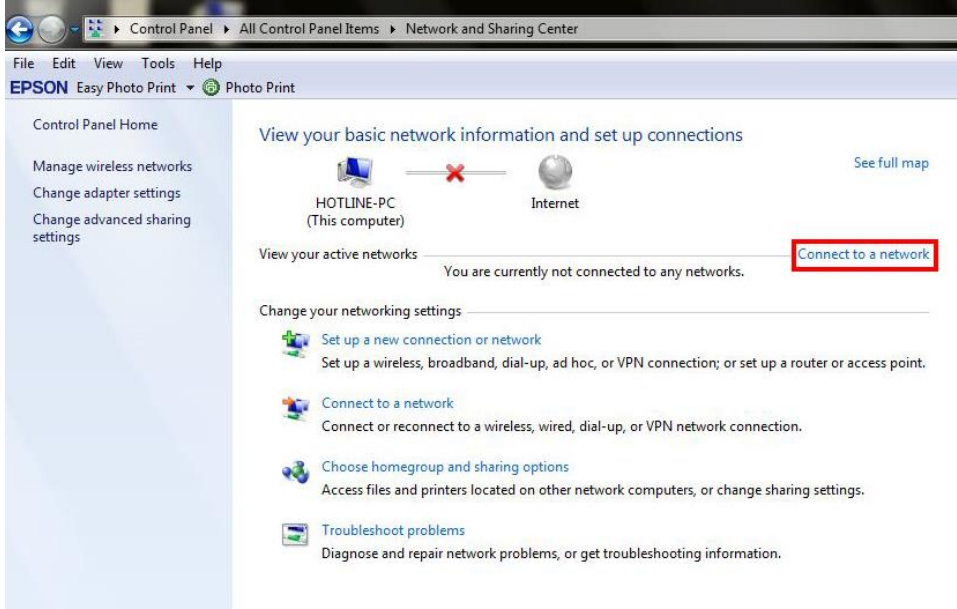 Control Panel ▸ All Control Panel Items ▸ Network and Sharing Center
File Edit View Tools Help
EPSON Easy Photo Print Photo Print
Control Panel Home
Manage wireless networks
Change adapter settings
Change advanced sharing
settings
View your basic network information and set up connections
See full map
HOTLINE-PC
(This computer)
Internet
View your active networks
Connect to a network
You are currently not connected to any networks.
Change your networking settings
Set up a new connection or network
Set up a wireless, broadband, dial-up, ad hoc, or VPN connection; or set up a router or access point.
Connect to a network
Connect or reconnect to a wireless, wired, dial-up, or VPN network connection.
Choose homegroup and sharing options
Access files and printers located on other network computers, or change sharing settings.
Troubleshoot problems
Diagnose and repair network problems, or get troubleshooting information.